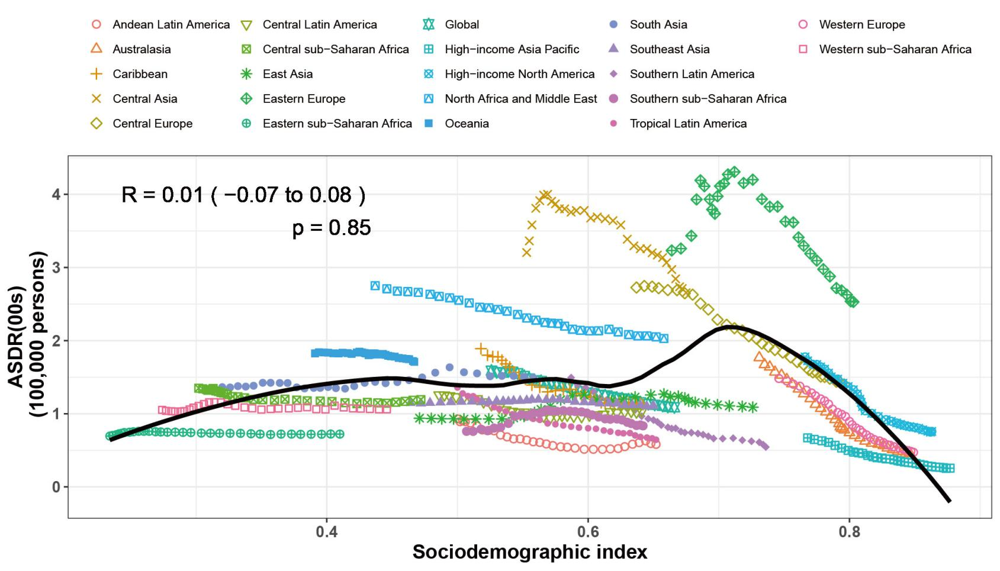 Andean Latin America
Central Latin America
Global
South Asia
Western Europe
Australasia
Central sub−Saharan Africa
High−income Asia Pacific
Southeast Asia
Western sub−Saharan Africa
Caribbean
East Asia
High−income North America
Southern Latin America
Central Asia
Eastern Europe
North Africa and Middle East
Southern sub−Saharan Africa
Central Europe
Eastern sub−Saharan Africa
Oceania
Tropical Latin America
R = 0.01 ( −0.07 to 0.08 )
p = 0.85
ASDR(00s)
(100,000 persons)
4
3
2
1
0
0.4
0.6
0.8
Sociodemographic index